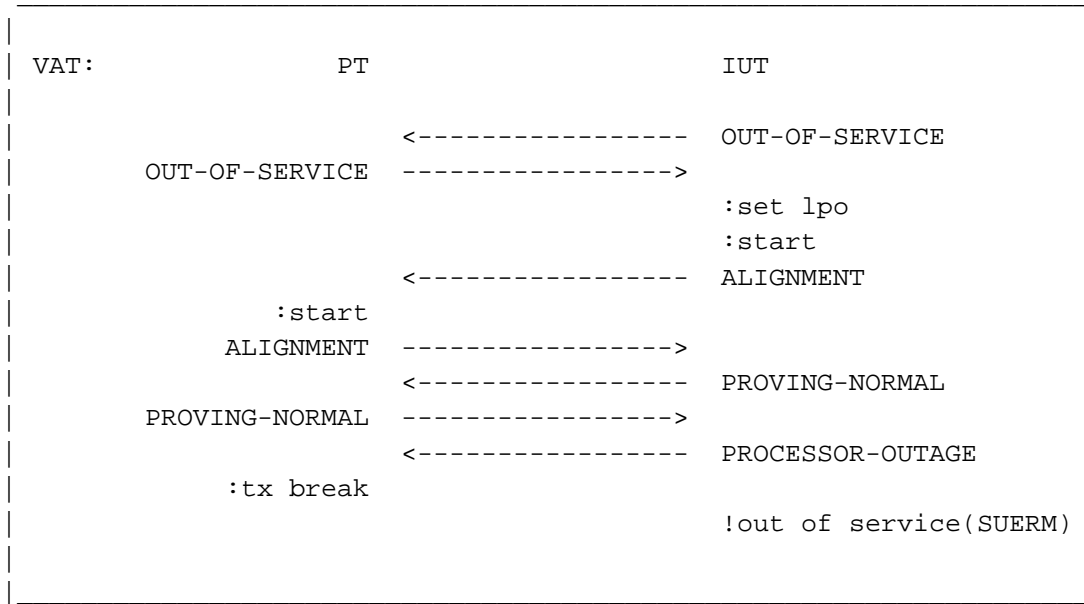 VAT: PT IUT
<----------------- OUT-OF-SERVICE
OUT-OF-SERVICE ----------------->
:set lpo
:start
<----------------- ALIGNMENT
:start
ALIGNMENT ----------------->
<----------------- PROVING-NORMAL
PROVING-NORMAL ----------------->
<----------------- PROCESSOR-OUTAGE
:tx break
!out of service(SUERM)